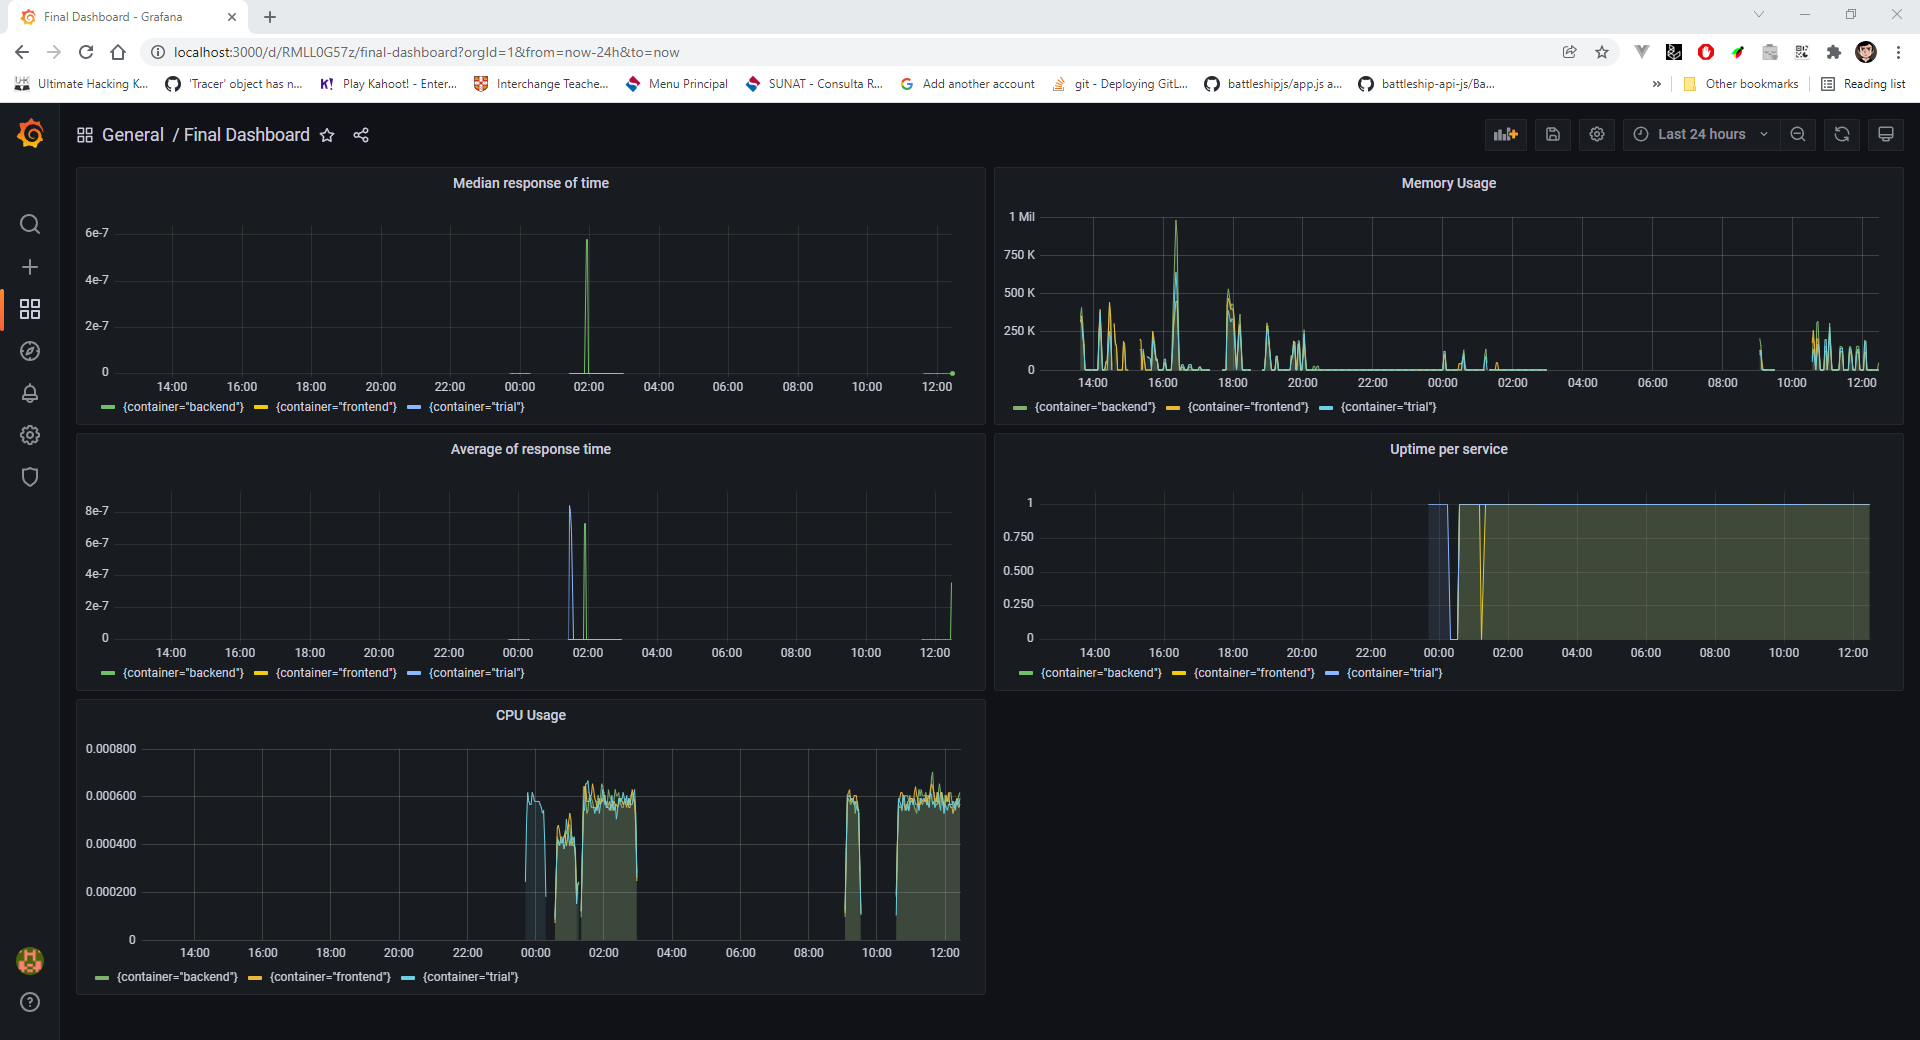 Final Dashboard - Grafana
localhost:3000/d/RMLL0G57z/final-dashboard?orgId=1&from=now-24h&to=now
Ultimate Hacking K... 'Tracer' object has n... K! Play Kahoot! - Enter... Interchange Teache... Menu Principal SUNAT - Consulta R... Add another account git - Deploying GitL... battleshipjs/app.js a... battleship-api-js/Ba... » Other bookmarks Reading list
General / Final Dashboard Last 24 hours
Median response of time
6e-7
4e-7
2e-7
0
14:00 16:00 18:00 20:00 22:00 00:00 02:00 04:00 06:00 08:00 10:00 12:00
{container="backend"} {container="frontend"} {container="trial"}
Memory Usage
1 Mil
750 K
500 K
250 K
0
14:00 16:00 18:00 20:00 22:00 00:00 02:00 04:00 06:00 08:00 10:00 12:00
{container="backend"} {container="frontend"} {container="trial"}
Average of response time
8e-7
6e-7
4e-7
2e-7
0
14:00 16:00 18:00 20:00 22:00 00:00 02:00 04:00 06:00 08:00 10:00 12:00
{container="backend"} {container="frontend"} {container="trial"}
Uptime per service
1
0.750
0.500
0.250
0
14:00 16:00 18:00 20:00 22:00 00:00 02:00 04:00 06:00 08:00 10:00 12:00
{container="backend"} {container="frontend"} {container="trial"}
CPU Usage
0.000800
0.000600
0.000400
0.000200
0
14:00 16:00 18:00 20:00 22:00 00:00 02:00 04:00 06:00 08:00 10:00 12:00
{container="backend"} {container="frontend"} {container="trial"}